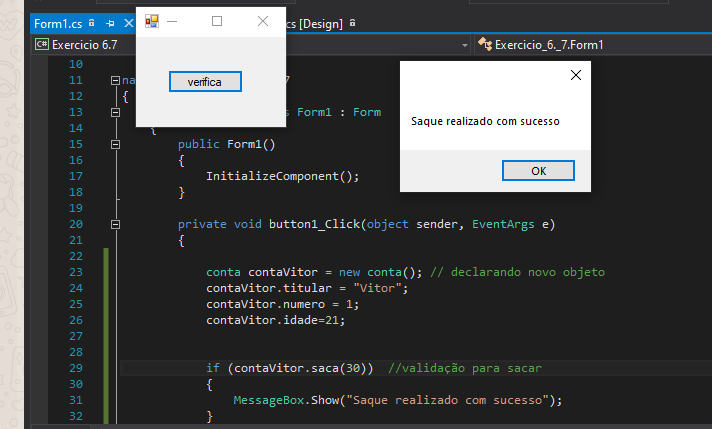 Form1.cs
cs [Design]
Exercicio 6.7
Exercicio_6._7.Form1
verifica
Saque realizado com sucesso
OK
10
11 na 7
12 {
13 s Form1 : Form
14 {
15 public Form1()
16 {
17 InitializeComponent();
18 }
19
20 private void button1_Click(object sender, EventArgs e)
21 {
22
23 conta contaVitor = new conta(); // declarando novo objeto
24 contaVitor.titular = "Vitor";
25 contaVitor.numero = 1;
26 contaVitor.idade=21;
27
28
29 if (contaVitor.saca(30)) //validação para sacar
30 {
31 MessageBox.Show("Saque realizado com sucesso");
32 }